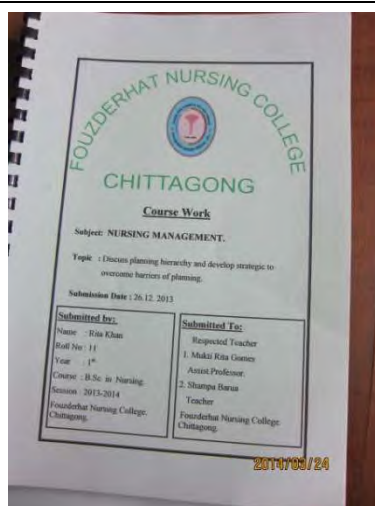 FOUZDERHAT NURSING COLLEGE
CHITTAGONG
Course Work
Subject: NURSING MANAGEMENT.
Topic : Discuss planning hierarchy and develop strategic to
overcome barriers of planning.
Submission Date : 26.12. 2013
Submitted by:
Name : Rita Khan
Roll No : 11
Year : 1st
Course : B.Sc in Nursing.
Session : 2013-2014
Fouzderhat Nursing College.
Chittagong.
Submitted To:
Respected Teacher
1. Mukti Rita Gomes
Assist.Professor.
2. Shampa Barua
Teacher
Fouzderhat Nursing College
Chittagong.
2014/03/24